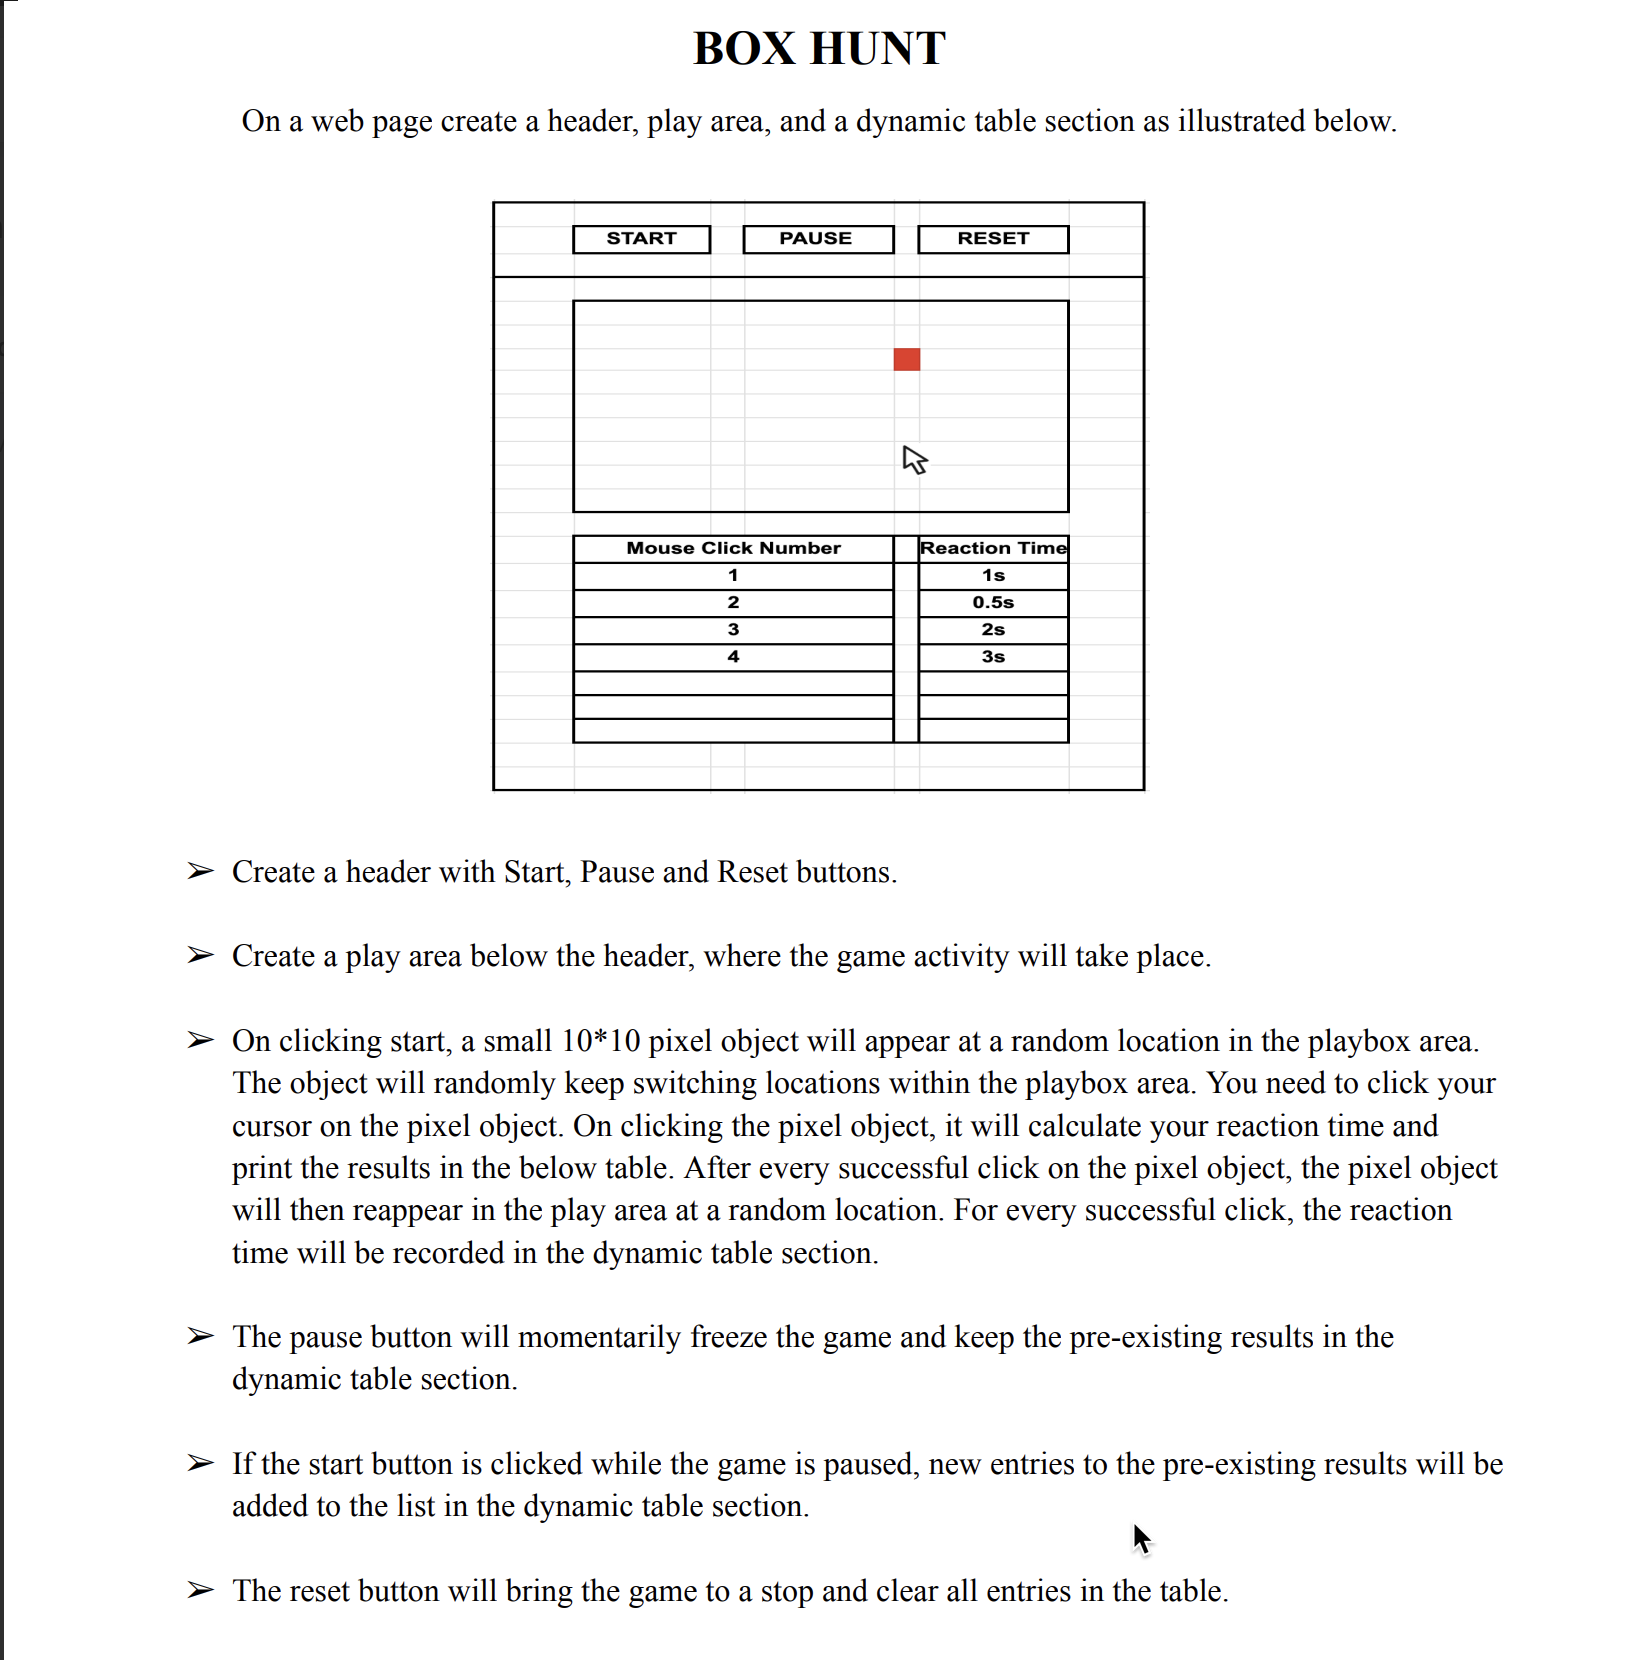 BOX HUNT
On a web page create a header, play area, and a dynamic table section as illustrated below.
START PAUSE RESET
Mouse Click Number Reaction Time
1 1s
2 0.5s
3 2s
4 3s
➢ Create a header with Start, Pause and Reset buttons.
➢ Create a play area below the header, where the game activity will take place.
➢ On clicking start, a small 10*10 pixel object will appear at a random location in the playbox area.
The object will randomly keep switching locations within the playbox area. You need to click your
cursor on the pixel object. On clicking the pixel object, it will calculate your reaction time and
print the results in the below table. After every successful click on the pixel object, the pixel object
will then reappear in the play area at a random location. For every successful click, the reaction
time will be recorded in the dynamic table section.
➢ The pause button will momentarily freeze the game and keep the pre-existing results in the
dynamic table section.
➢ If the start button is clicked while the game is paused, new entries to the pre-existing results will be
added to the list in the dynamic table section.
➢ The reset button will bring the game to a stop and clear all entries in the table.